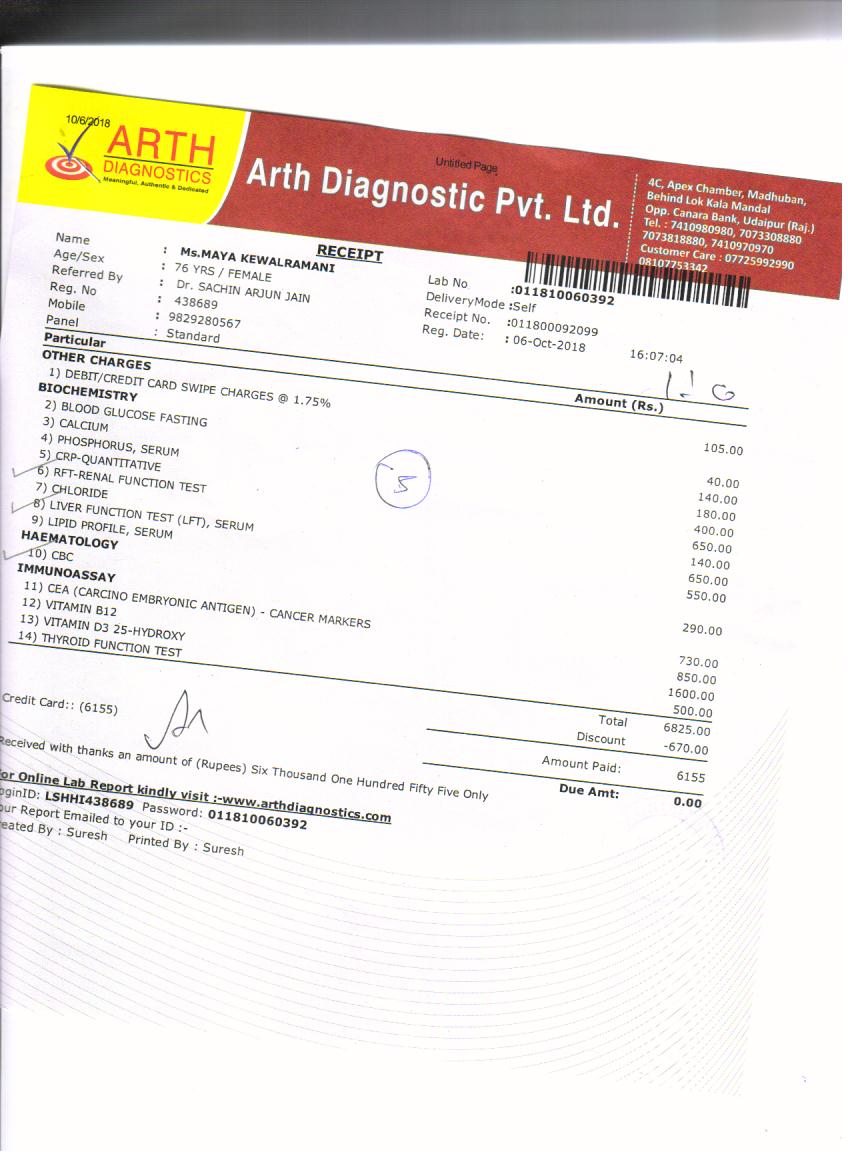 10/6/2018
Untitled Page
ARTH
DIAGNOSTICS
Meaningful, Authentic & Dedicated
Arth Diagnostic Pvt. Ltd.
4C, Apex Chamber, Madhuban,
Behind Lok Kala Mandal
Opp. Canara Bank, Udaipur (Raj.)
Tel. : 7410980980, 7073308880
7073818880, 7410970970
Customer Care : 07725992990
08107753342
RECEIPT
Name : Ms.MAYA KEWALRAMANI
Age/Sex : 76 YRS / FEMALE
Referred By : Dr. SACHIN ARJUN JAIN
Reg. No : 438689
Mobile : 9829280567
Panel : Standard
Lab No :011810060392
DeliveryMode :Self
Receipt No. :011800092099
Reg. Date: : 06-Oct-2018 16:07:04
Particular Amount (Rs.)
OTHER CHARGES
1) DEBIT/CREDIT CARD SWIPE CHARGES @ 1.75% 105.00
BIOCHEMISTRY
2) BLOOD GLUCOSE FASTING 40.00
3) CALCIUM 140.00
4) PHOSPHORUS, SERUM 180.00
5) CRP-QUANTITATIVE 400.00
6) RFT-RENAL FUNCTION TEST 650.00
7) CHLORIDE 140.00
8) LIVER FUNCTION TEST (LFT), SERUM 650.00
9) LIPID PROFILE, SERUM 550.00
HAEMATOLOGY
10) CBC 290.00
IMMUNOASSAY
11) CEA (CARCINO EMBRYONIC ANTIGEN) - CANCER MARKERS 730.00
12) VITAMIN B12 850.00
13) VITAMIN D3 25-HYDROXY 1600.00
14) THYROID FUNCTION TEST 500.00
5
Total 6825.00
Discount -670.00
Amount Paid: 6155
Due Amt: 0.00
Credit Card:: (6155)
Received with thanks an amount of (Rupees) Six Thousand One Hundred Fifty Five Only
or Online Lab Report kindly visit :-www.arthdiagnostics.com
oginID: LSHHI438689 Password: 011810060392
our Report Emailed to your ID :-
reated By : Suresh Printed By : Suresh